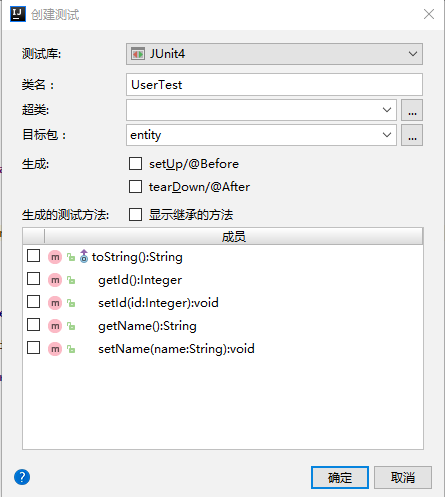 创建测试
测试库: JUnit4
类名： UserTest
超类: ...
目标包： entity ...
生成: setUp/@Before
tearDown/@After
生成的测试方法: 显示继承的方法
成员
m toString():String
m getId():Integer
m setId(id:Integer):void
m getName():String
m setName(name:String):void
? 确定 取消